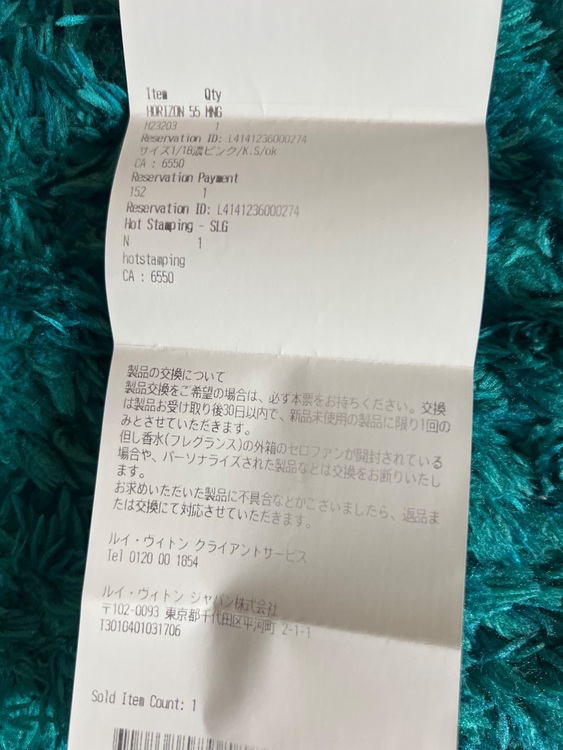 Item Qty
HORIZON 55 MNG
M23203 1
Reservation ID: L4141236000274
サイズ1/18濃ピンク/K.S/ok
CA : 6550
Reservation Payment
152 1
Reservation ID: L4141236000274
Hot Stamping - SLG
N 1
hotstamping
CA : 6550
製品の交換について
製品交換をご希望の場合は、必ず本票をお持ちください。交換
は製品お受け取り後30日以内で、新品未使用の製品に限り1回の
みとさせていただきます。
但し香水(フレグランス)の外箱のセロファンが開封されている
場合や、パーソナライズされた製品などは交換をお断りいたし
ます。
お求めいただいた製品に不具合などがございましたら、返品ま
たは交換にて対応させていただきます。
ルイ・ヴィトン クライアントサービス
Tel 0120 00 1854
ルイ・ヴィトン ジャパン株式会社
〒102-0093 東京都千代田区平河町 2-1-1
T3010401031706
Sold Item Count: 1